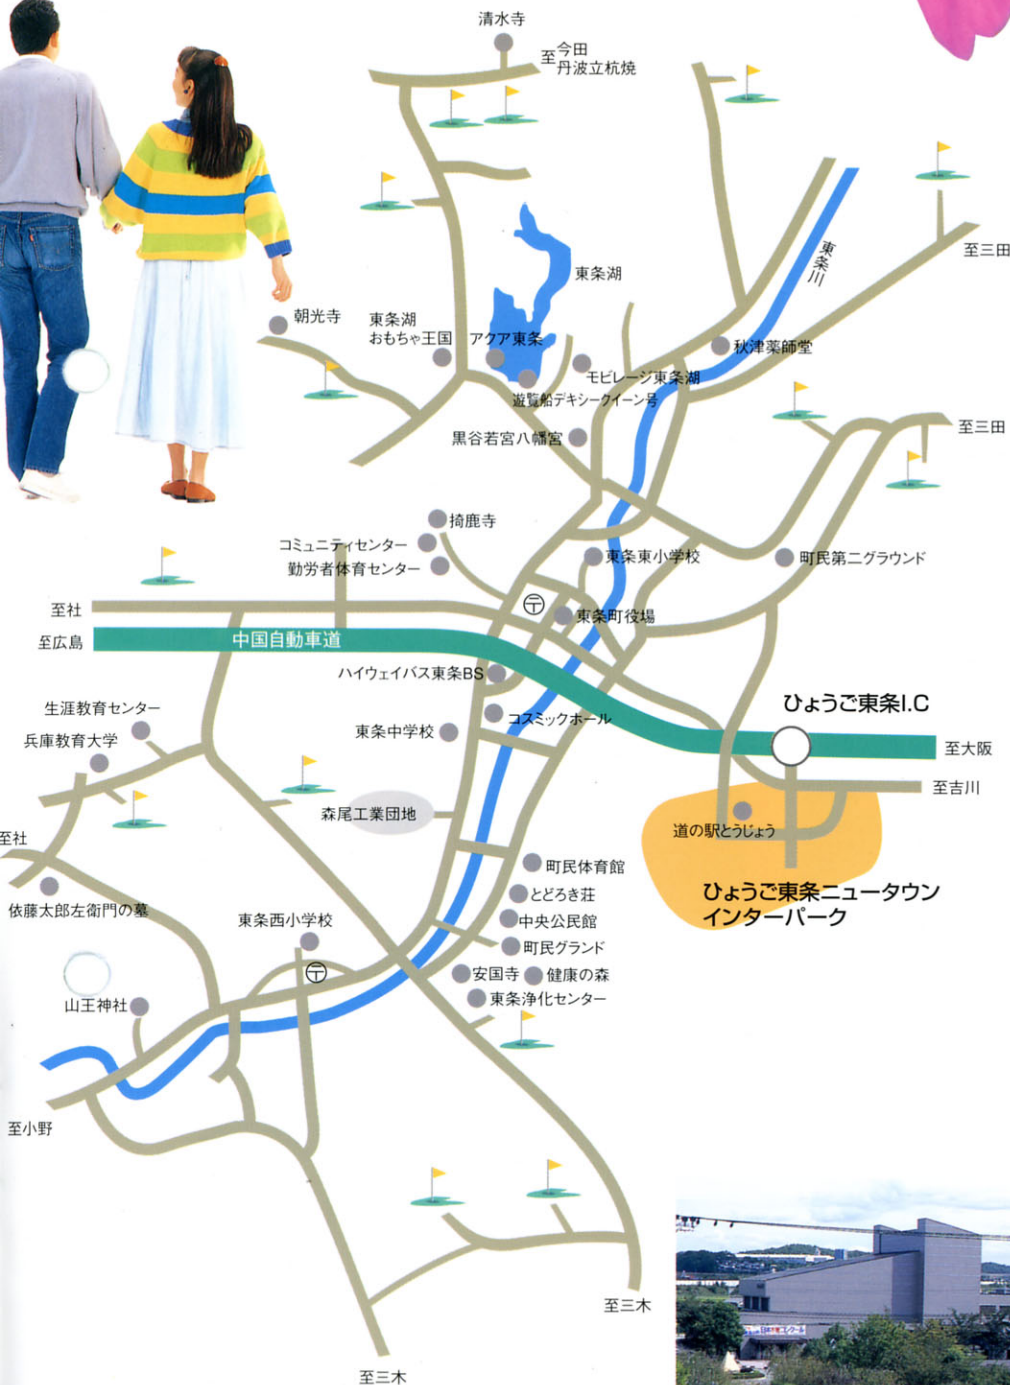 清水寺
至今田
丹波立杭焼
東条川
至三田
東条湖
朝光寺
東条湖
おもちゃ王国
アクア東条
秋津薬師堂
モビレージ東条湖
遊覧船デキシークイーン号
黒谷若宮八幡宮
至三田
掎鹿寺
コミュニティセンター
勤労者体育センター
東条東小学校
町民第二グラウンド
至社
東条町役場
至広島
中国自動車道
ハイウェイバス東条BS
ひょうご東条I.C
生涯教育センター
コスミックホール
兵庫教育大学
東条中学校
至大阪
至吉川
森尾工業団地
道の駅とうじょう
至社
町民体育館
ひょうご東条ニュータウン
インターパーク
とどろき荘
依藤太郎左衛門の墓
東条西小学校
中央公民館
町民グランド
安国寺
健康の森
東条浄化センター
山王神社
至小野
至三木
至三木